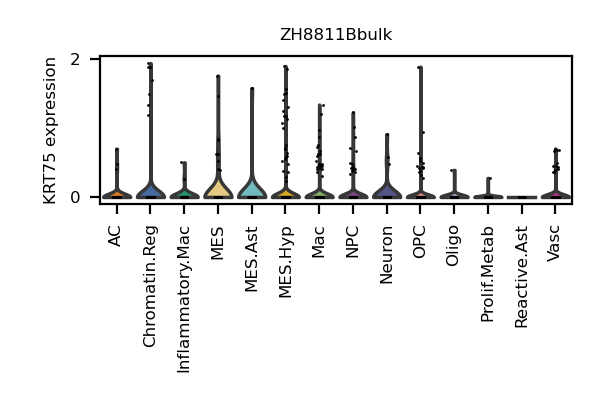 ZH8811Bbulk
KRT75 expression
2
0
AC
Chromatin.Reg
Inflammatory.Mac
MES
MES.Ast
MES.Hyp
Mac
NPC
Neuron
OPC
Oligo
Prolif.Metab
Reactive.Ast
Vasc